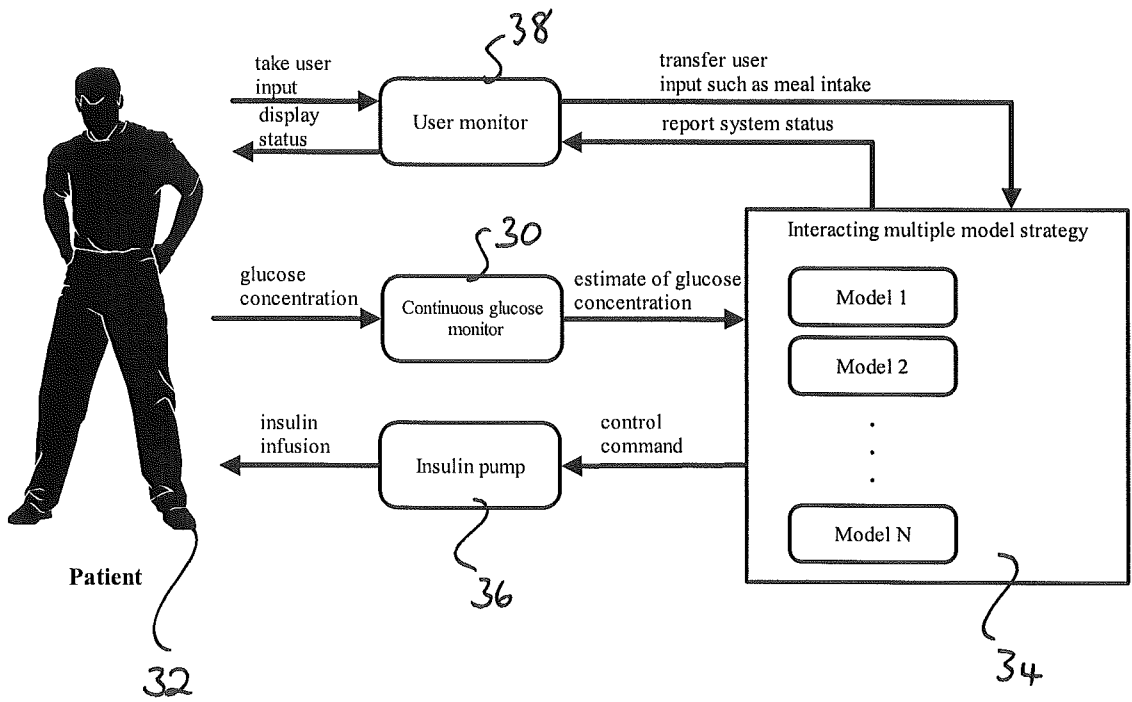 38
take user
input
display
status
User monitor
transfer user
input such as meal intake
report system status
Interacting multiple model strategy
30
glucose
concentration
Continuous glucose
monitor
estimate of glucose
concentration
Model 1
Model 2
insulin
infusion
Insulin pump
control
command
Model N
Patient
36
34
32